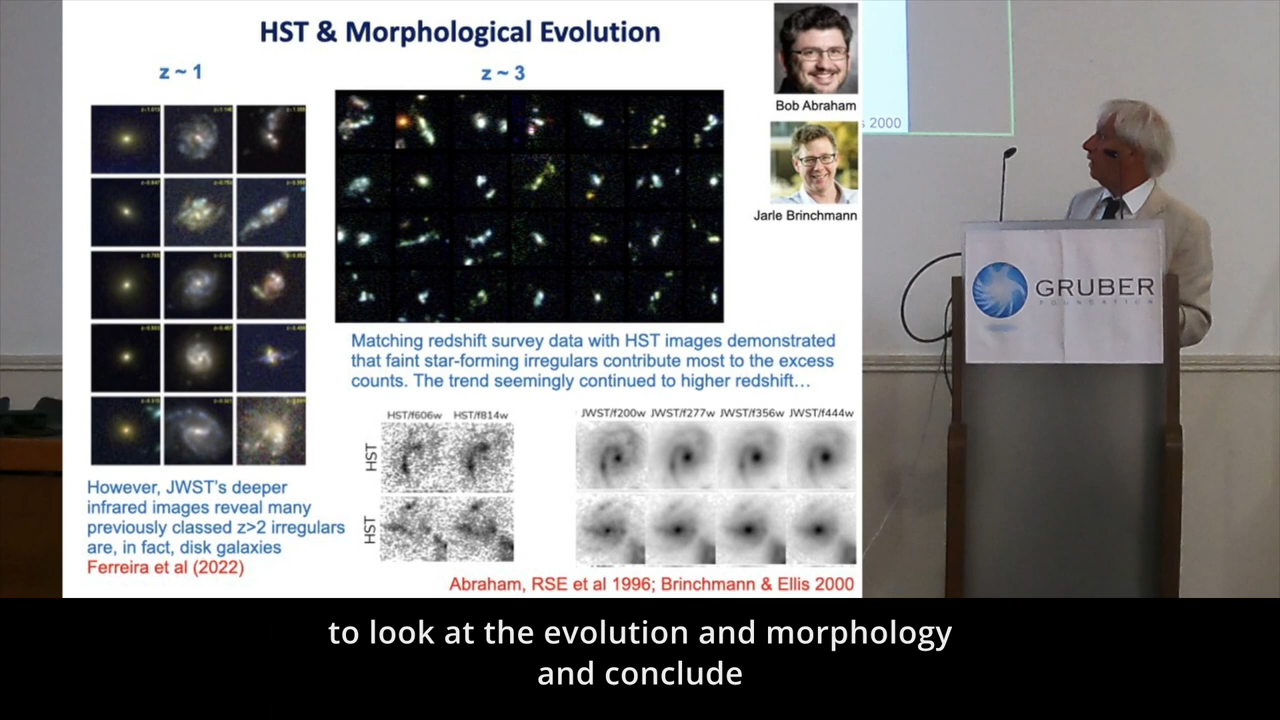 HST & Morphological Evolution
z ~ 1
z ~ 3
Bob Abraham
Jarle Brinchmann
s 2000
GRUBER
FOUNDATION
Matching redshift survey data with HST images demonstrated
that faint star-forming irregulars contribute most to the excess
counts. The trend seemingly continued to higher redshift…
HST/f606w HST/f814w
JWST/f200w JWST/f277w JWST/f356w JWST/f444w
HST
HST
However, JWST's deeper
infrared images reveal many
previously classed z>2 irregulars
are, in fact, disk galaxies
Ferreira et al (2022)
Abraham, RSE et al 1996; Brinchmann & Ellis 2000
to look at the evolution and morphology
and conclude